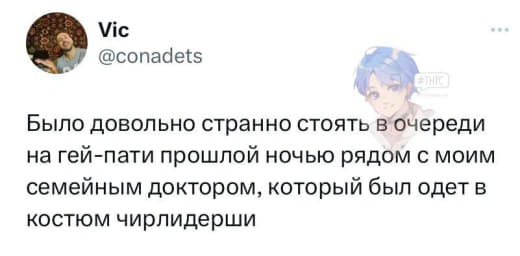 Vic
@conadets
#THPC
Было довольно странно стоять в очереди
на гей-пати прошлой ночью рядом с моим
семейным доктором, который был одет в
костюм чирлидерши